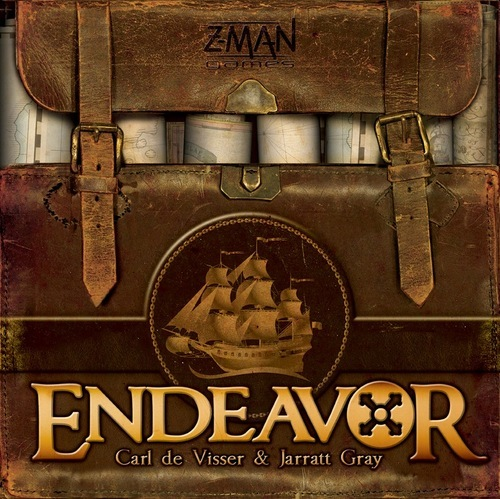 Z-MAN
games
ENDEAVOR
Carl de Visser & Jarratt Gray